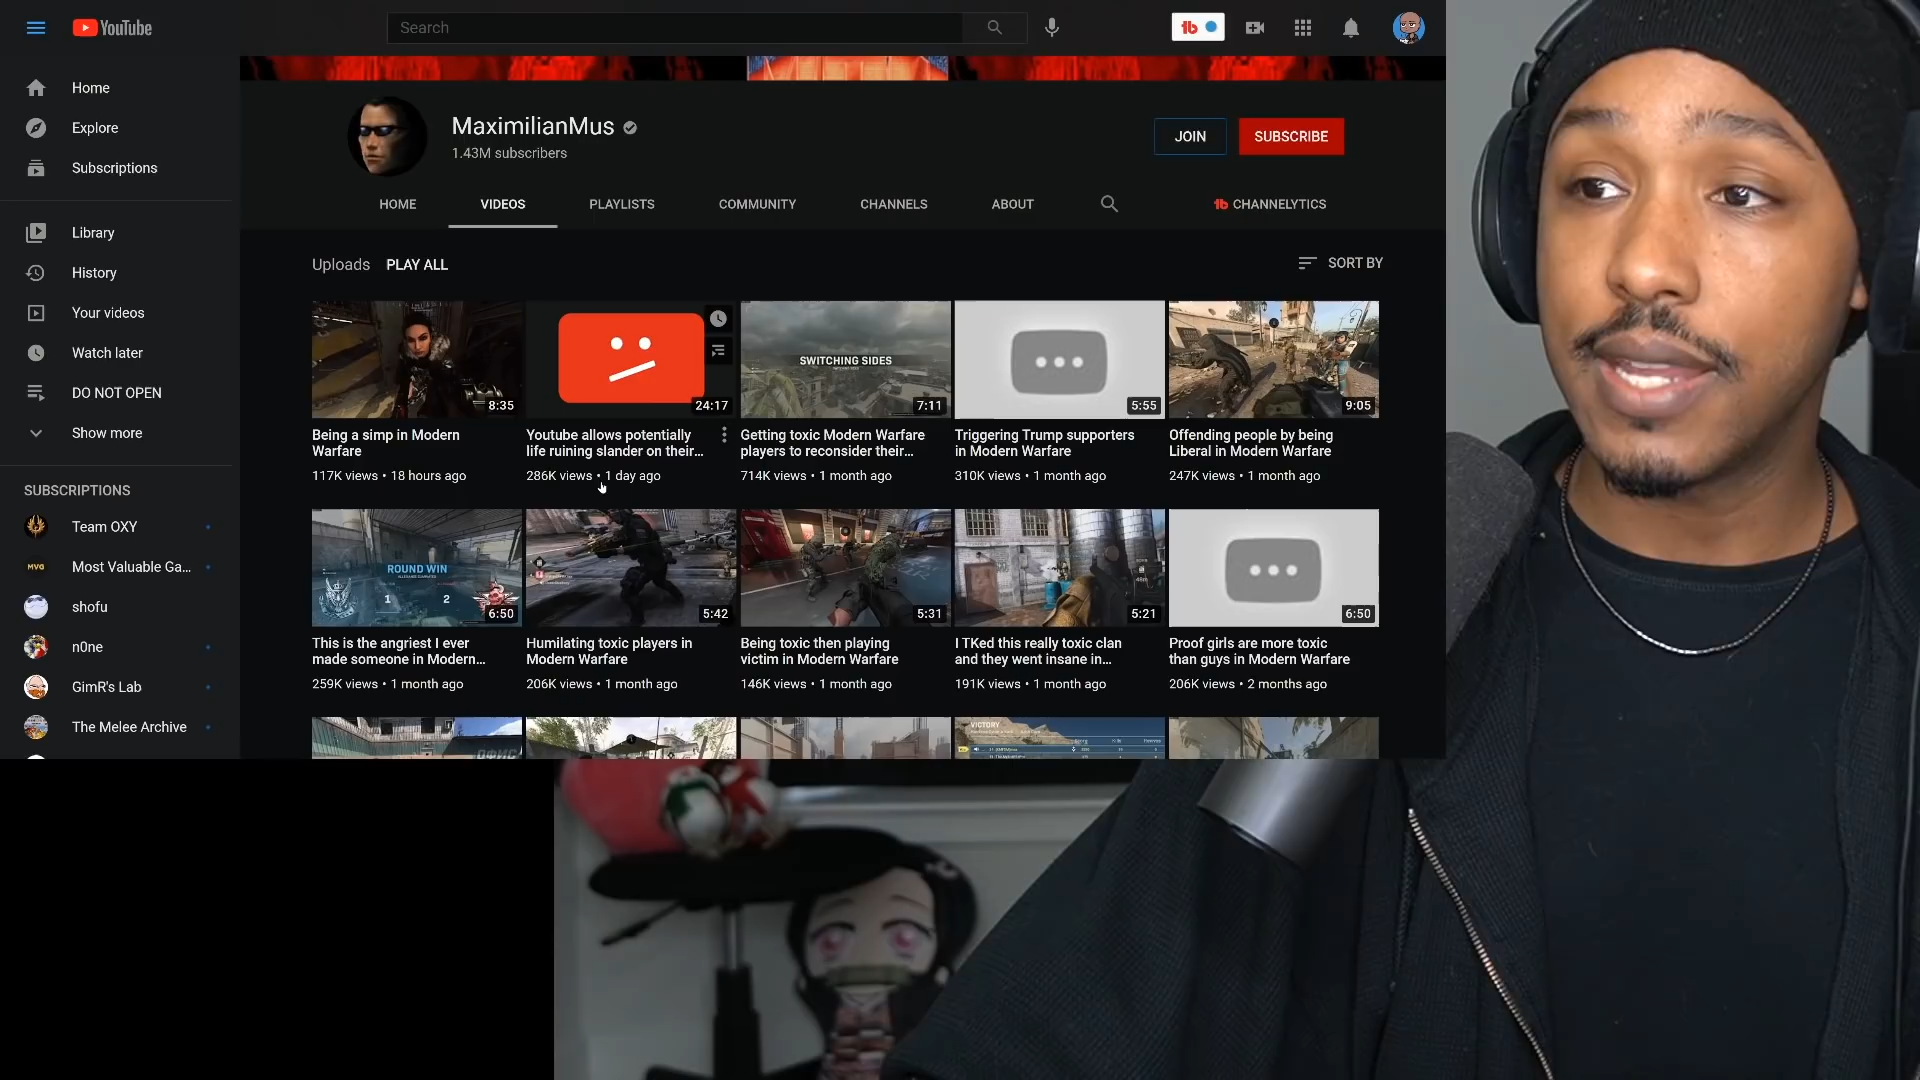 YouTube
Search
Home
Explore
Subscriptions
Library
History
Your videos
Watch later
DO NOT OPEN
Show more
SUBSCRIPTIONS
Team OXY
Most Valuable Ga...
shofu
n0ne
GimR's Lab
The Melee Archive
MaximilianMus
1.43M subscribers
JOIN
SUBSCRIBE
HOME
VIDEOS
PLAYLISTS
COMMUNITY
CHANNELS
ABOUT
CHANNELYTICS
Uploads
PLAY ALL
SORT BY
8:35
Being a simp in Modern
Warfare
117K views • 18 hours ago
24:17
Youtube allows potentially
life ruining slander on their...
286K views • 1 day ago
SWITCHING SIDES
7:11
Getting toxic Modern Warfare
players to reconsider their...
714K views • 1 month ago
5:55
Triggering Trump supporters
in Modern Warfare
310K views • 1 month ago
9:05
Offending people by being
Liberal in Modern Warfare
247K views • 1 month ago
ROUND WIN
1 2
6:50
This is the angriest I ever
made someone in Modern...
259K views • 1 month ago
5:42
Humilating toxic players in
Modern Warfare
206K views • 1 month ago
5:31
Being toxic then playing
victim in Modern Warfare
146K views • 1 month ago
5:21
I TKed this really toxic clan
and they went insane in...
191K views • 1 month ago
6:50
Proof girls are more toxic
than guys in Modern Warfare
206K views • 2 months ago
VICTORY